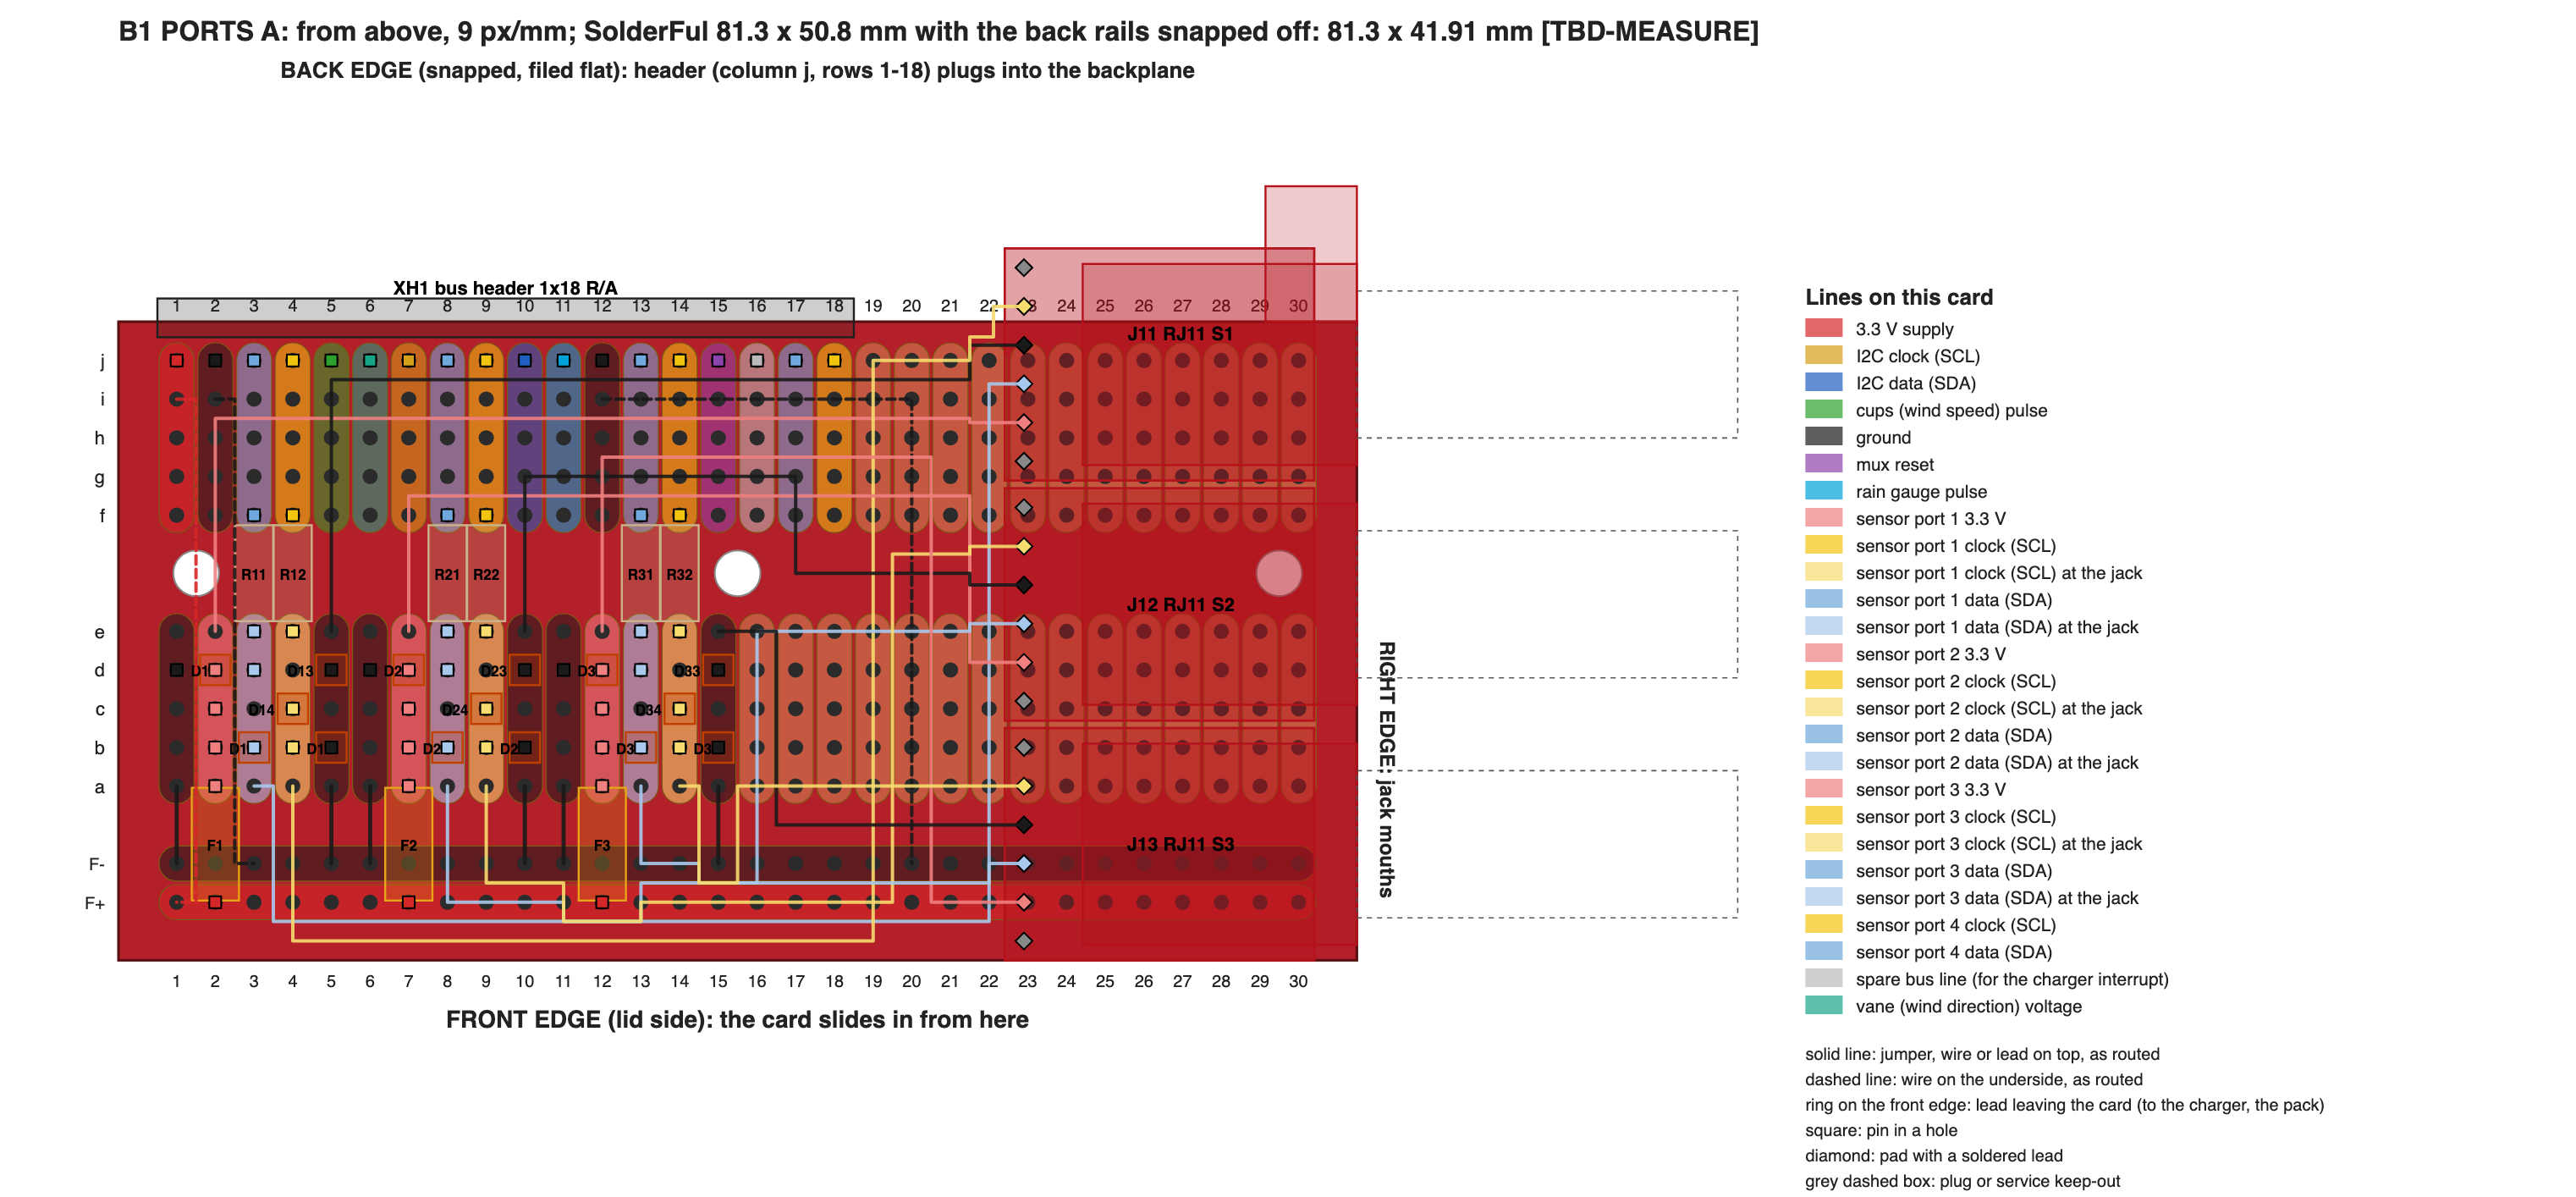 B1 PORTS A: from above, 9 px/mm; SolderFul 81.3 x 50.8 mm with the back rails snapped off: 81.3 x 41.91 mm [TBD-MEASURE]
BACK EDGE (snapped, filed flat): header (column j, rows 1-18) plugs into the backplane
XH1 bus header 1x18 R/A
1 2 3 4 5 6 7 8 9 10 11 12 13 14 15 16 17 18 19 20 21 22 24 25 26 27 28 29 30
J11 RJ11 S1
j
i
h
g
f
R11 R12 R21 R22 R31 R32
J12 RJ11 S2
e
d D1 D13 D2 D23 D3 D33
c D14 D24 D34
b D1 D1 D2 D2 D3 D3
a
F1 F2 F3
J13 RJ11 S3
F-
F+
1 2 3 4 5 6 7 8 9 10 11 12 13 14 15 16 17 18 19 20 21 22 23 24 25 26 27 28 29 30
FRONT EDGE (lid side): the card slides in from here
RIGHT EDGE: jack mouths
Lines on this card
3.3 V supply
I2C clock (SCL)
I2C data (SDA)
cups (wind speed) pulse
ground
mux reset
rain gauge pulse
sensor port 1 3.3 V
sensor port 1 clock (SCL)
sensor port 1 clock (SCL) at the jack
sensor port 1 data (SDA)
sensor port 1 data (SDA) at the jack
sensor port 2 3.3 V
sensor port 2 clock (SCL)
sensor port 2 clock (SCL) at the jack
sensor port 2 data (SDA)
sensor port 2 data (SDA) at the jack
sensor port 3 3.3 V
sensor port 3 clock (SCL)
sensor port 3 clock (SCL) at the jack
sensor port 3 data (SDA)
sensor port 3 data (SDA) at the jack
sensor port 4 clock (SCL)
sensor port 4 data (SDA)
spare bus line (for the charger interrupt)
vane (wind direction) voltage
solid line: jumper, wire or lead on top, as routed
dashed line: wire on the underside, as routed
ring on the front edge: lead leaving the card (to the charger, the pack)
square: pin in a hole
diamond: pad with a soldered lead
grey dashed box: plug or service keep-out